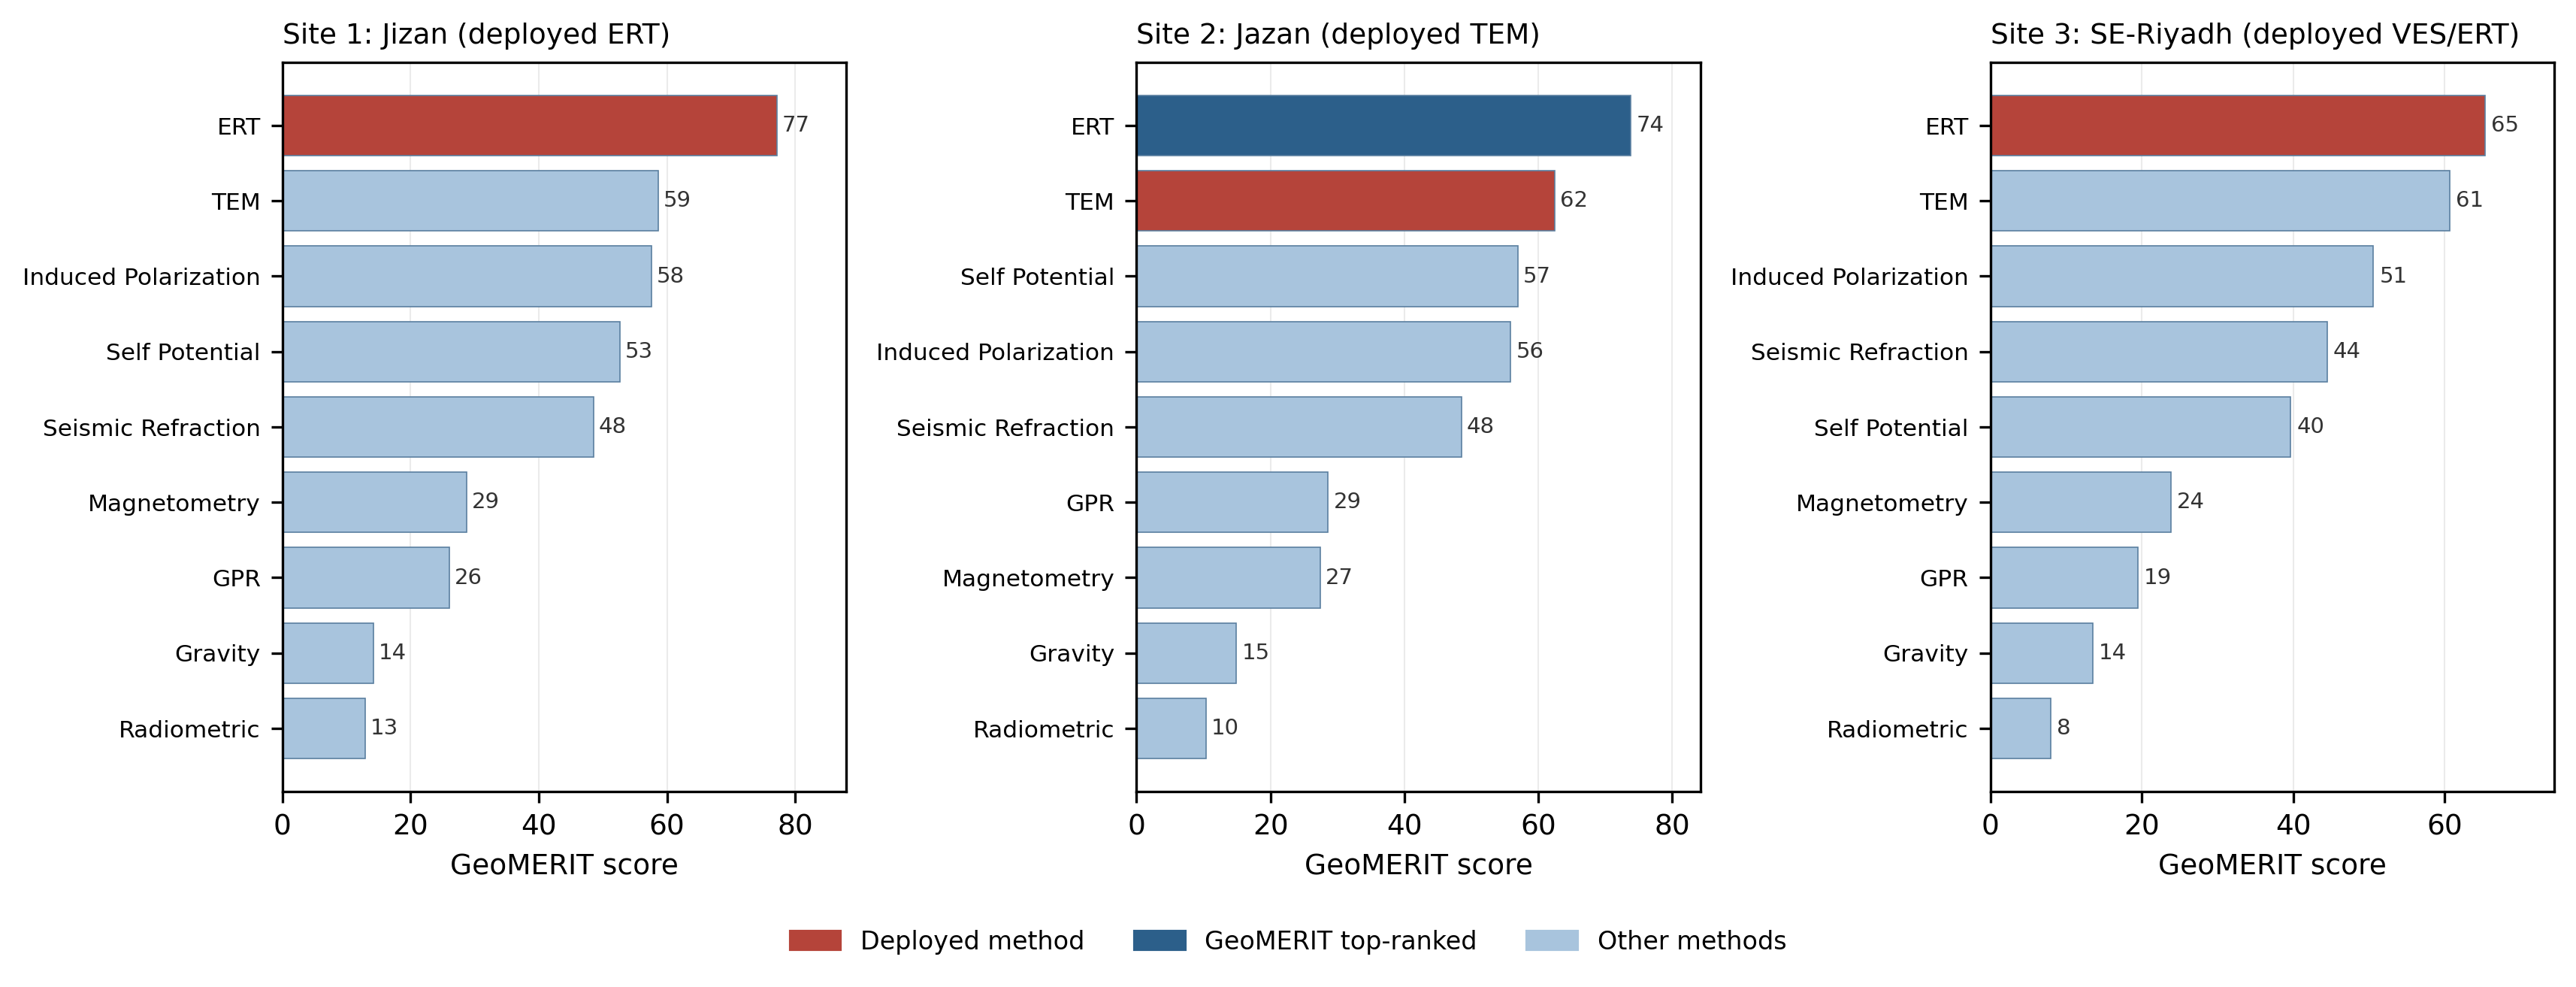 Site 1: Jizan (deployed ERT)
ERT 77
TEM 59
Induced Polarization 58
Self Potential 53
Seismic Refraction 48
Magnetometry 29
GPR 26
Gravity 14
Radiometric 13
0 20 40 60 80
GeoMERIT score
Site 2: Jazan (deployed TEM)
ERT 74
TEM 62
Self Potential 57
Induced Polarization 56
Seismic Refraction 48
GPR 29
Magnetometry 27
Gravity 15
Radiometric 10
0 20 40 60 80
GeoMERIT score
Site 3: SE-Riyadh (deployed VES/ERT)
ERT 65
TEM 61
Induced Polarization 51
Seismic Refraction 44
Self Potential 40
Magnetometry 24
GPR 19
Gravity 14
Radiometric 8
0 20 40 60
GeoMERIT score
Deployed method GeoMERIT top-ranked Other methods